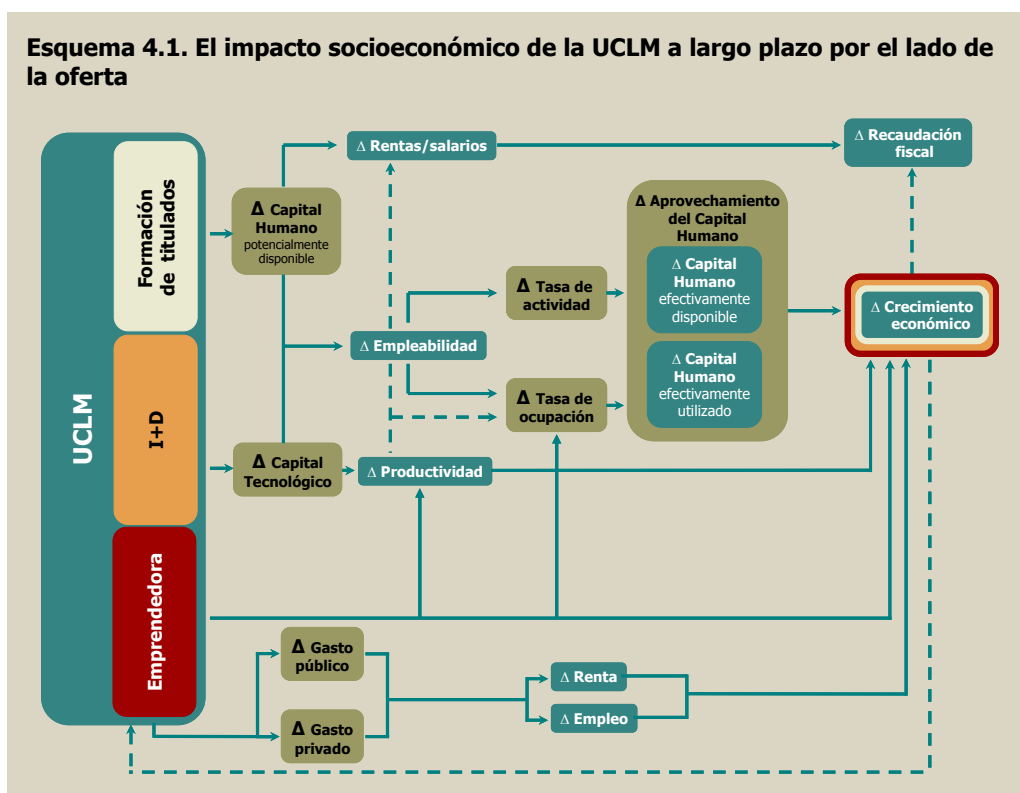 Esquema 4.1. El impacto socioeconómico de la UCLM a largo plazo por el lado de
la oferta
UCLM
Formación
de titulados
I+D
Emprendedora
Δ Capital
Humano
potencialmente
disponible
Δ Capital
Tecnológico
Δ Rentas/salarios
Δ Empleabilidad
Δ Productividad
Δ Tasa de
actividad
Δ Tasa de
ocupación
Δ Aprovechamiento
del Capital
Humano
Δ Capital
Humano
efectivamente
disponible
Δ Capital
Humano
efectivamente
utilizado
Δ Recaudación
fiscal
Δ Crecimiento
económico
Δ Gasto
público
Δ Gasto
privado
Δ Renta
Δ Empleo